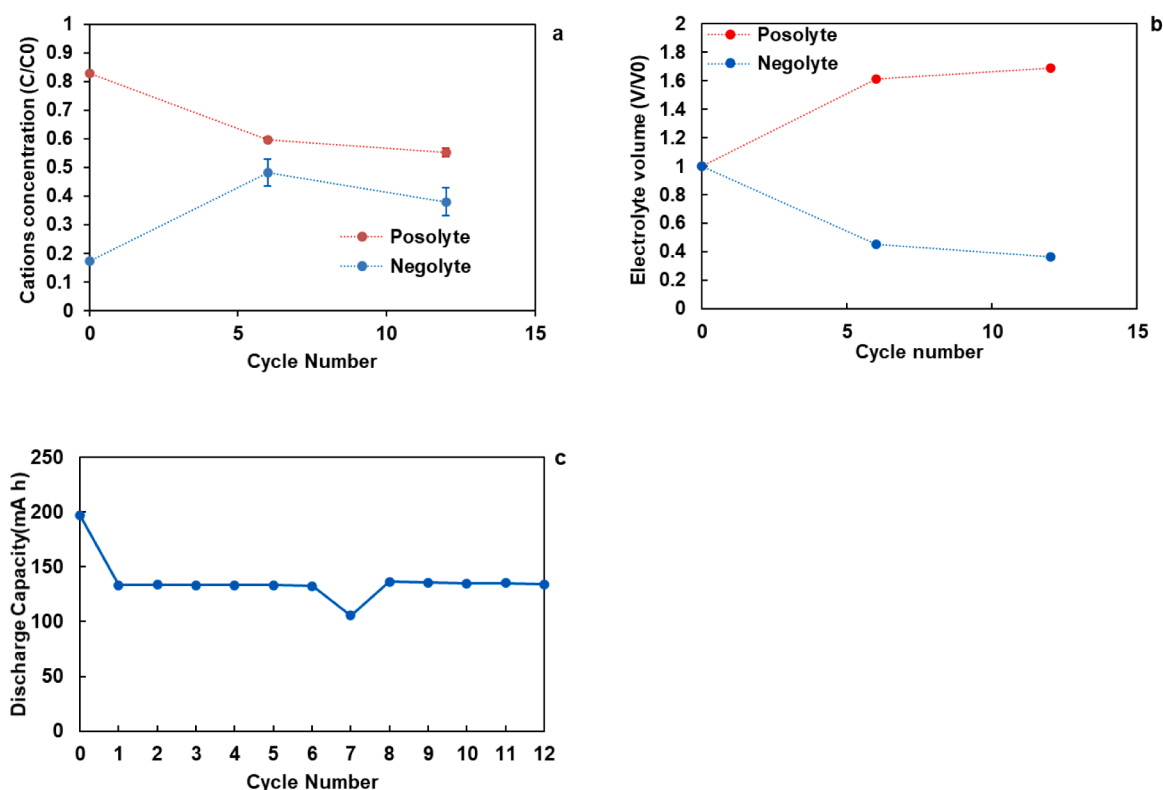 a
Cations concentration (C/C0)
1
0.9
0.8
0.7
0.6
0.5
0.4
0.3
0.2
0.1
0
Posolyte
Negolyte
0 5 10 15
Cycle Number
b
Electrolyte volume (V/V0)
2
1.8
1.6
1.4
1.2
1
0.8
0.6
0.4
0.2
0
Posolyte
Negolyte
0 5 10 15
Cycle number
c
Discharge Capacity(mA h)
250
200
150
100
50
0
0 1 2 3 4 5 6 7 8 9 10 11 12
Cycle Number